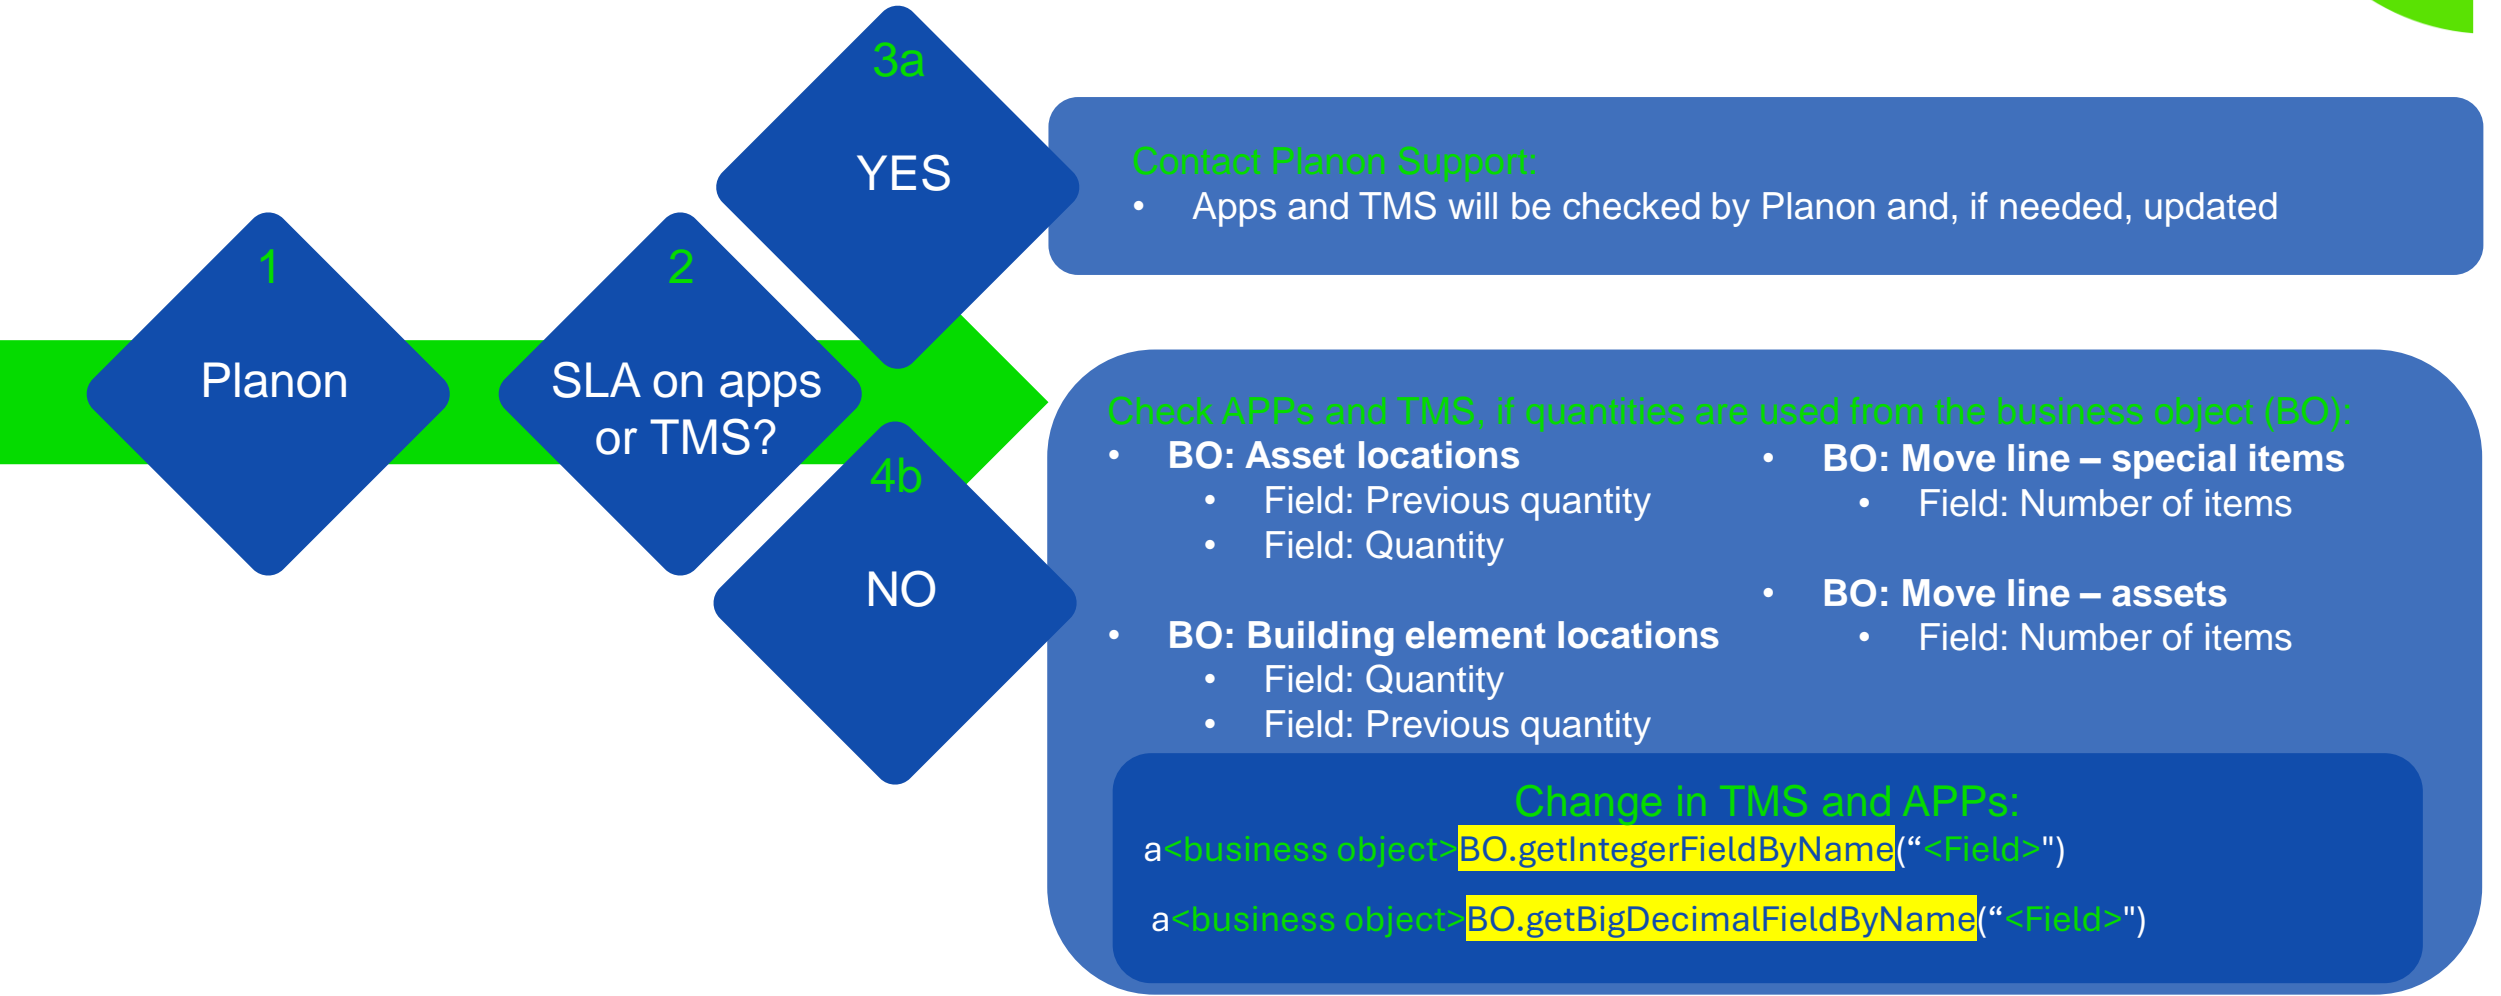 1
Planon
2
SLA on apps
or TMS?
3a
YES
Contact Planon Support:
• Apps and TMS will be checked by Planon and, if needed, updated
4b
NO
Check APPs and TMS, if quantities are used from the business object (BO):
• BO: Asset locations
• Field: Previous quantity
• Field: Quantity
• BO: Building element locations
• Field: Quantity
• Field: Previous quantity
• BO: Move line – special items
• Field: Number of items
• BO: Move line – assets
• Field: Number of items
Change in TMS and APPs:
a<business object>BO.getIntegerFieldByName(“<Field>")
a<business object>BO.getBigDecimalFieldByName(“<Field>")